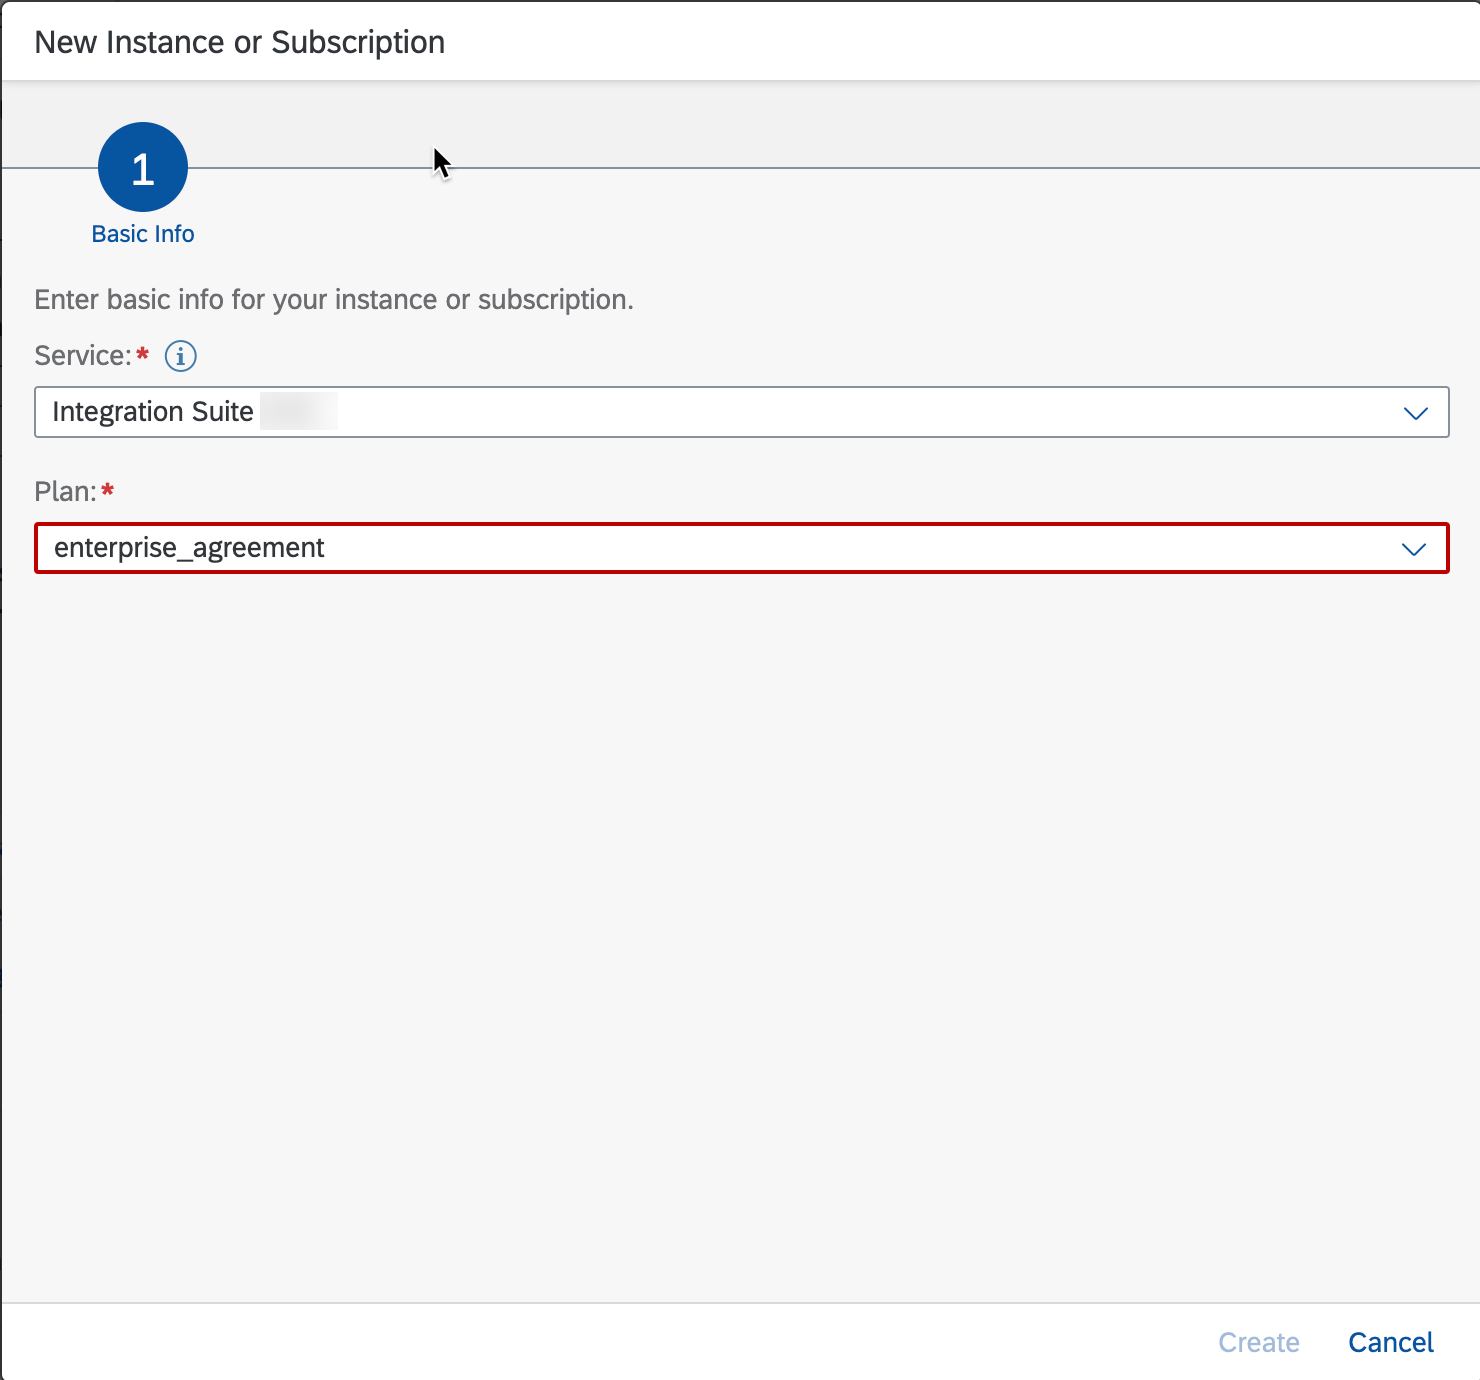 New Instance or Subscription
1
Basic Info
Enter basic info for your instance or subscription.
Service:*
Integration Suite
Plan:*
enterprise_agreement
Create Cancel